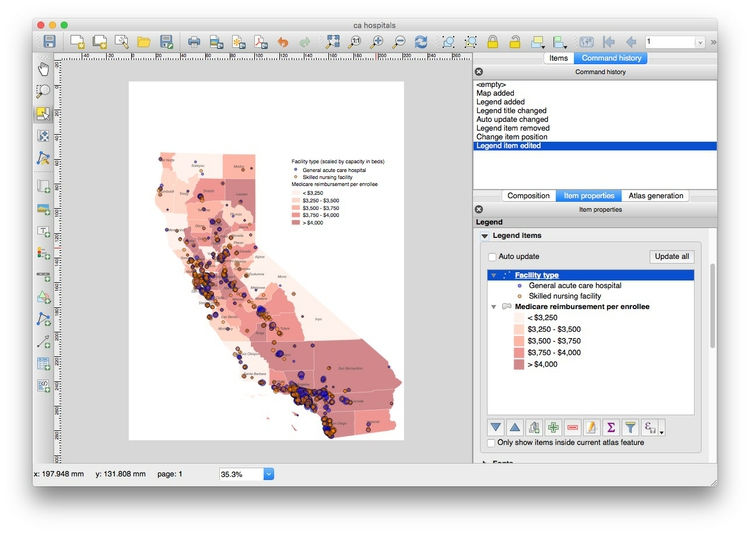 ca hospitals
1
Items
Command history
Command history
<empty>
Map added
Legend added
Legend title changed
Auto update changed
Legend item removed
Change item position
Legend item edited
Composition
Item properties
Atlas generation
Item properties
Legend
Legend items
Auto update
Update all
Facility type
General acute care hospital
Skilled nursing facility
Medicare reimbursement per enrollee
< $3,250
$3,250 - $3,500
$3,500 - $3,750
$3,750 - $4,000
> $4,000
Only show items inside current atlas feature
Fonts
Facility type (scaled by capacity in beds)
General acute care hospital
Skilled nursing facility
Medicare reimbursement per enrollee
< $3,250
$3,250 - $3,500
$3,500 - $3,750
$3,750 - $4,000
> $4,000
San Bernardino
x: 197.948 mm
y: 131.808 mm
page: 1
35.3%